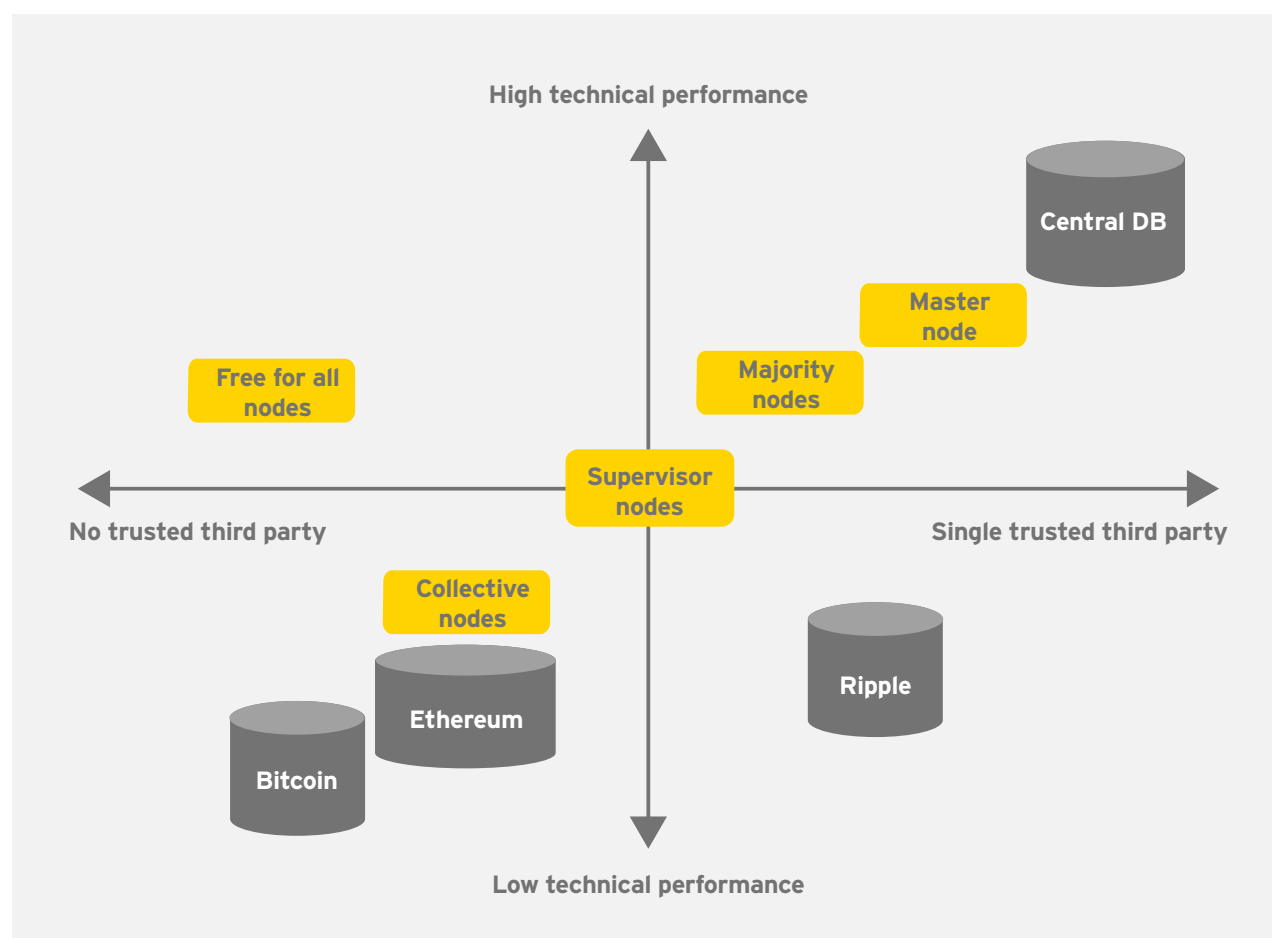 High technical performance
Central DB
Master
node
Majority
nodes
Free for all
nodes
Supervisor
nodes
No trusted third party
Single trusted third party
Collective
nodes
Ripple
Ethereum
Bitcoin
Low technical performance